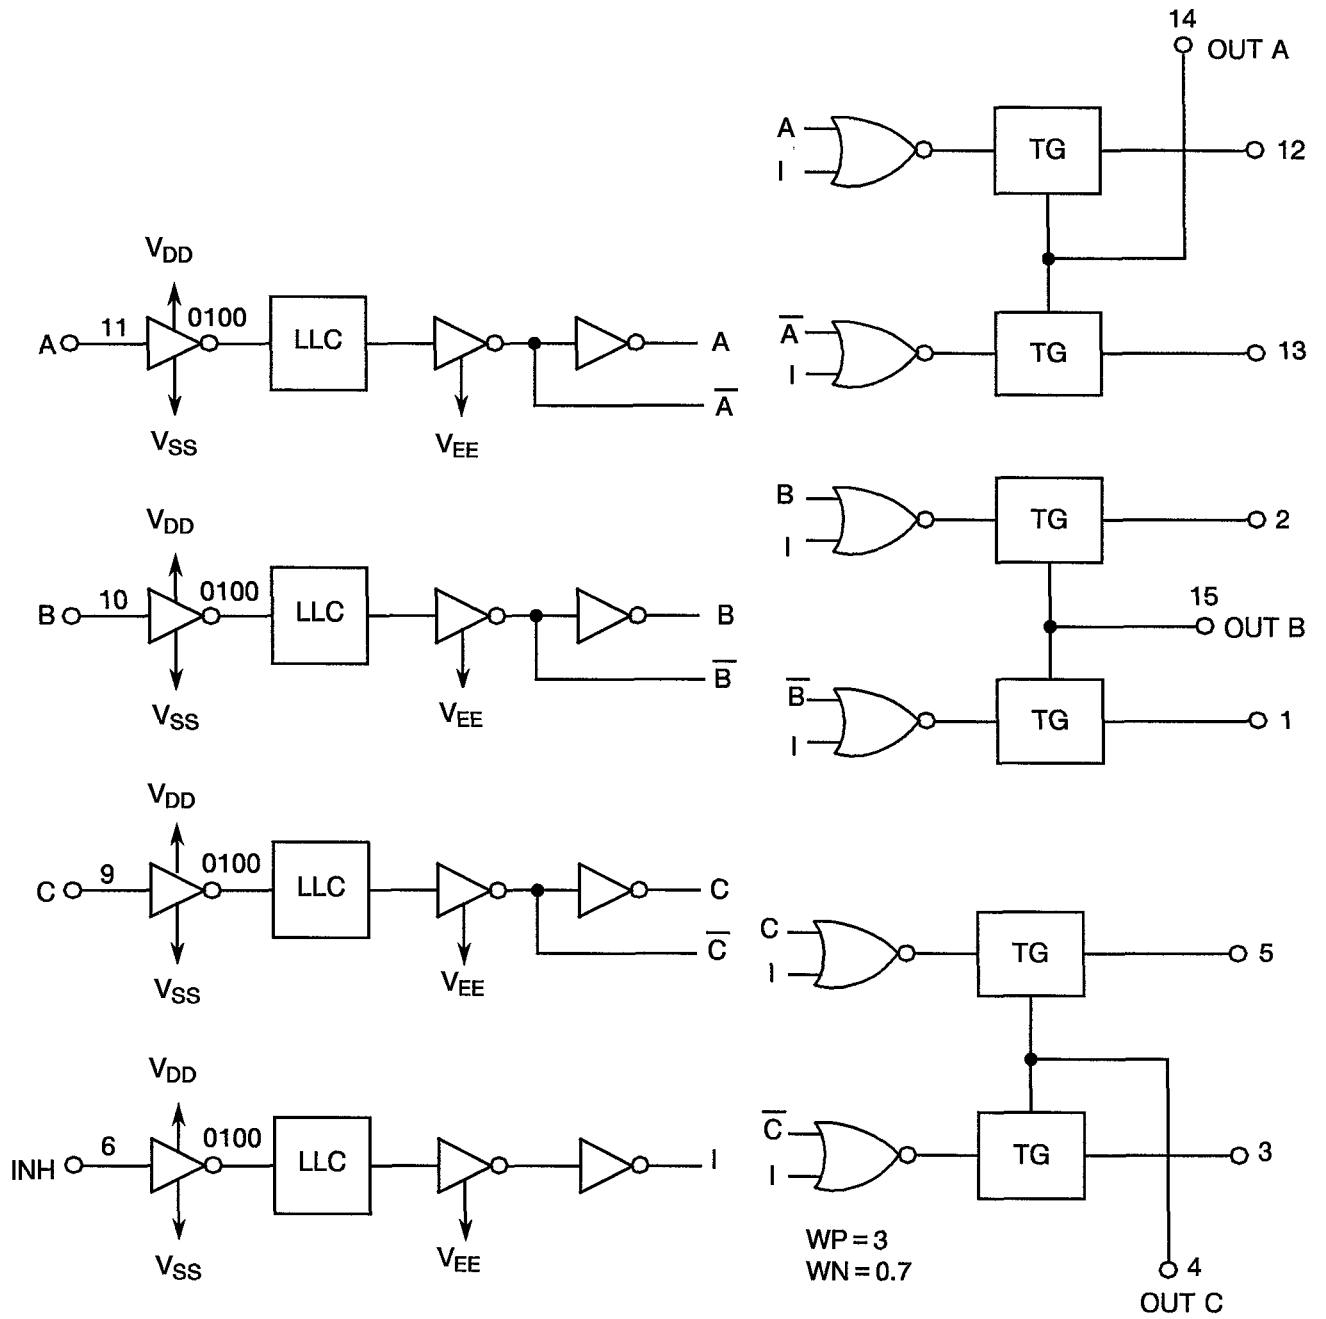 14
OUT A
A
I
TG
12
V_DD
A
11
0100
LLC
A
A̅
V_SS
V_EE
A̅
I
TG
13
V_DD
B
10
0100
LLC
B
B̅
V_SS
V_EE
B
I
TG
2
15
OUT B
B̅
I
TG
1
V_DD
C
9
0100
LLC
C
C̅
V_SS
V_EE
C
I
TG
5
V_DD
INH
6
0100
LLC
I
V_SS
V_EE
C̅
I
TG
3
WP = 3
WN = 0.7
4
OUT C